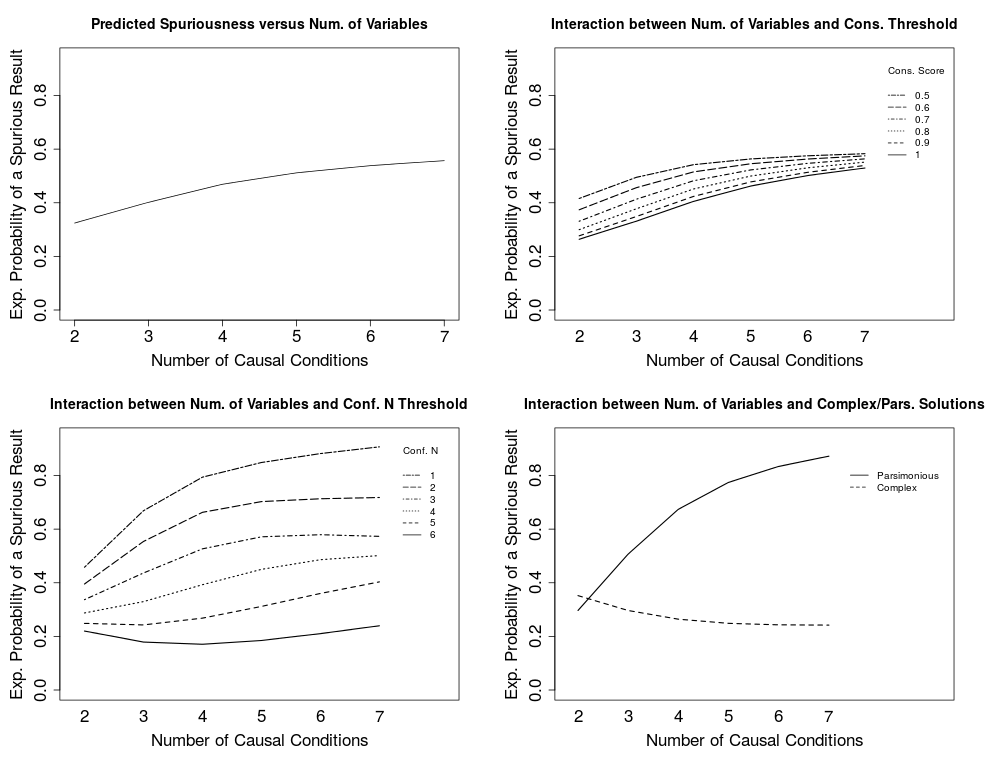 Predicted Spuriousness versus Num. of Variables
Exp. Probability of a Spurious Result
0.8
0.6
0.4
0.2
0.0
2 3 4 5 6 7
Number of Causal Conditions
Interaction between Num. of Variables and Cons. Threshold
Exp. Probability of a Spurious Result
0.8
0.6
0.4
0.2
0.0
Cons. Score
0.5
0.6
0.7
0.8
0.9
1
2 3 4 5 6 7
Number of Causal Conditions
Interaction between Num. of Variables and Conf. N Threshold
Exp. Probability of a Spurious Result
0.8
0.6
0.4
0.2
0.0
Conf. N
1
2
3
4
5
6
2 3 4 5 6 7
Number of Causal Conditions
Interaction between Num. of Variables and Complex/Pars. Solutions
Exp. Probability of a Spurious Result
0.8
0.6
0.4
0.2
0.0
Parsimonious
Complex
2 3 4 5 6 7
Number of Causal Conditions